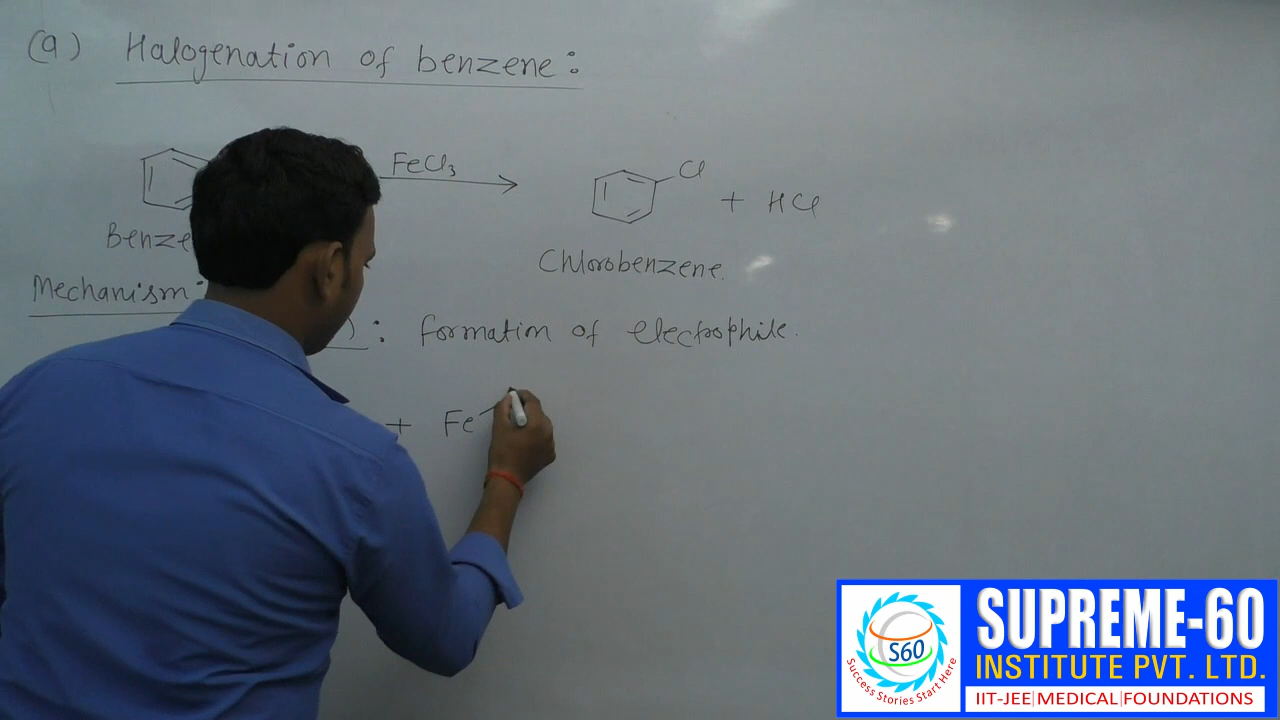 (a) Halogenation of benzene:
FeCl3
Cl
+ HCl
Chlorobenzene.
Mechanism:
) : formation of electrophile.
+ Fe
SUPREME-60
INSTITUTE PVT. LTD.
IIT-JEE|MEDICAL|FOUNDATIONS
S60
Success Stories Start Here